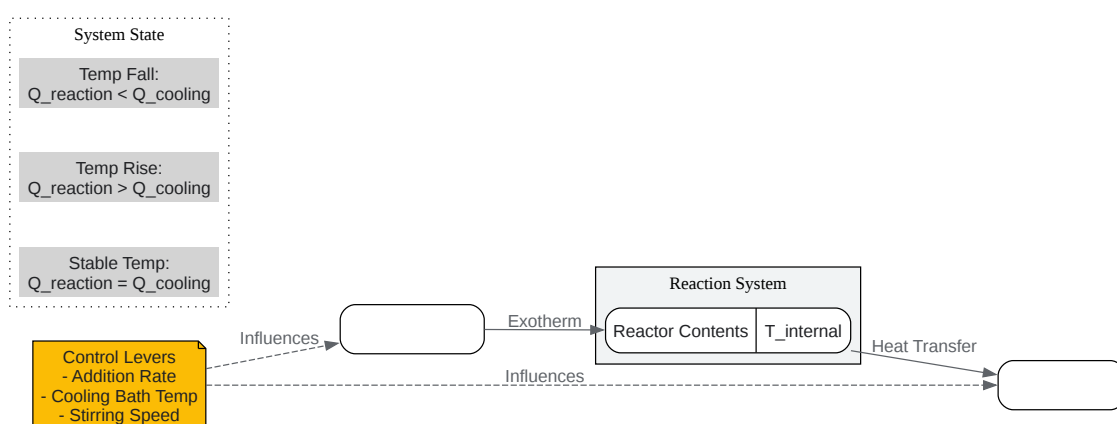 System State
Temp Fall:
Q_reaction < Q_cooling
Temp Rise:
Q_reaction > Q_cooling
Stable Temp:
Q_reaction = Q_cooling
Control Levers
- Addition Rate
- Cooling Bath Temp
- Stirring Speed
Influences
Exotherm
Reaction System
Reactor Contents
T_internal
Heat Transfer
Influences